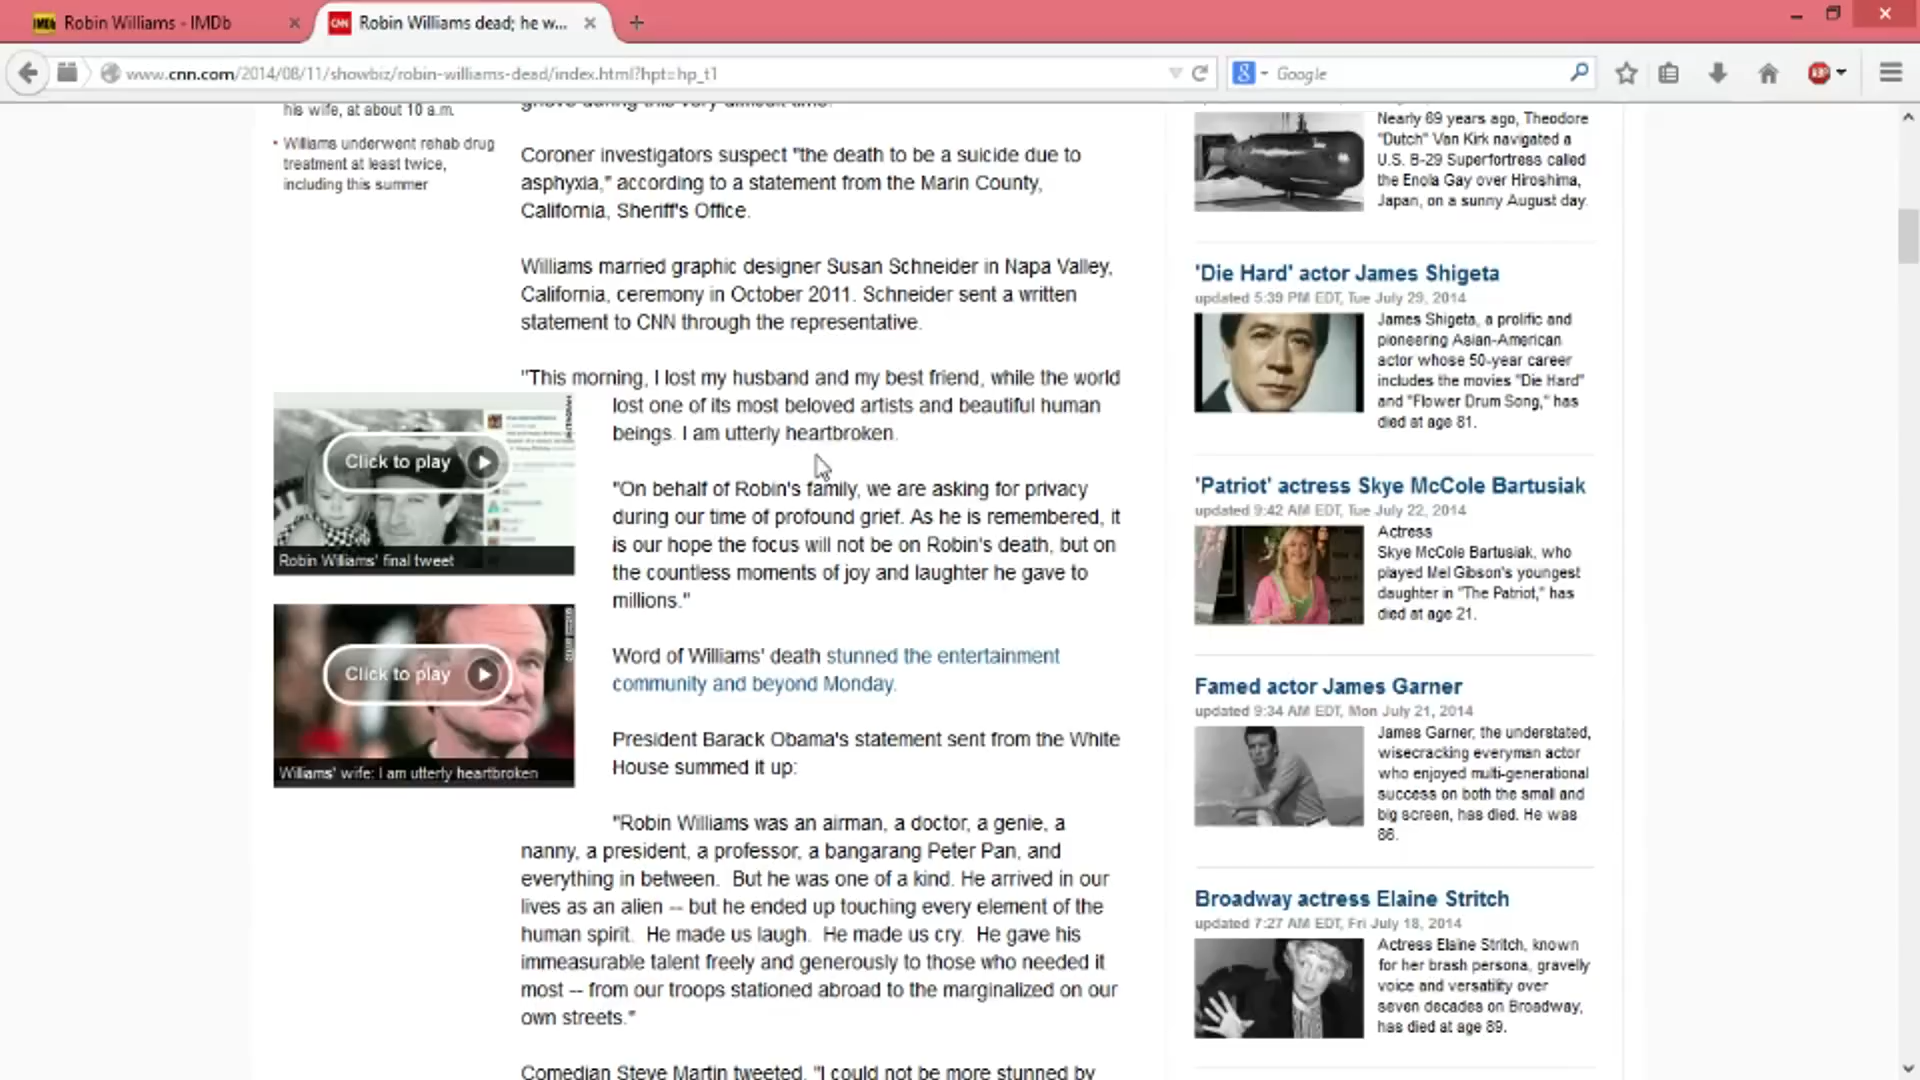 Robin Williams - IMDb
Robin Williams dead; he w...
www.cnn.com/2014/08/11/showbiz/robin-williams-dead/index.html?hpt=hp_t1
Google
his wife, at about 10 a.m.
Williams underwent rehab drug
treatment at least twice,
including this summer
Click to play
Robin Williams' final tweet
Click to play
Williams' wife: I am utterly heartbroken
grieve during this very difficult time."
Coroner investigators suspect "the death to be a suicide due to
asphyxia," according to a statement from the Marin County,
California, Sheriff's Office.
Williams married graphic designer Susan Schneider in Napa Valley,
California, ceremony in October 2011. Schneider sent a written
statement to CNN through the representative.
"This morning, I lost my husband and my best friend, while the world
lost one of its most beloved artists and beautiful human
beings. I am utterly heartbroken.
"On behalf of Robin's family, we are asking for privacy
during our time of profound grief. As he is remembered, it
is our hope the focus will not be on Robin's death, but on
the countless moments of joy and laughter he gave to
millions."
Word of Williams' death stunned the entertainment
community and beyond Monday.
President Barack Obama's statement sent from the White
House summed it up:
"Robin Williams was an airman, a doctor, a genie, a
nanny, a president, a professor, a bangarang Peter Pan, and
everything in between. But he was one of a kind. He arrived in our
lives as an alien -- but he ended up touching every element of the
human spirit. He made us laugh. He made us cry. He gave his
immeasurable talent freely and generously to those who needed it
most -- from our troops stationed abroad to the marginalized on our
own streets."
Comedian Steve Martin tweeted, "I could not be more stunned by
Nearly 69 years ago, Theodore
"Dutch" Van Kirk navigated a
U.S. B-29 Superfortress called
the Enola Gay over Hiroshima,
Japan, on a sunny August day.
'Die Hard' actor James Shigeta
updated 5:39 PM EDT, Tue July 29, 2014
James Shigeta, a prolific and
pioneering Asian-American
actor whose 50-year career
includes the movies "Die Hard"
and "Flower Drum Song," has
died at age 81.
'Patriot' actress Skye McCole Bartusiak
updated 9:42 AM EDT, Tue July 22, 2014
Actress
Skye McCole Bartusiak, who
played Mel Gibson's youngest
daughter in "The Patriot," has
died at age 21.
Famed actor James Garner
updated 9:34 AM EDT, Mon July 21, 2014
James Garner, the understated,
wisecracking everyman actor
who enjoyed multi-generational
success on both the small and
big screen, has died. He was
86.
Broadway actress Elaine Stritch
updated 7:27 AM EDT, Fri July 18, 2014
Actress Elaine Stritch, known
for her brash persona, gravelly
voice and versatility over
seven decades on Broadway,
has died at age 89.